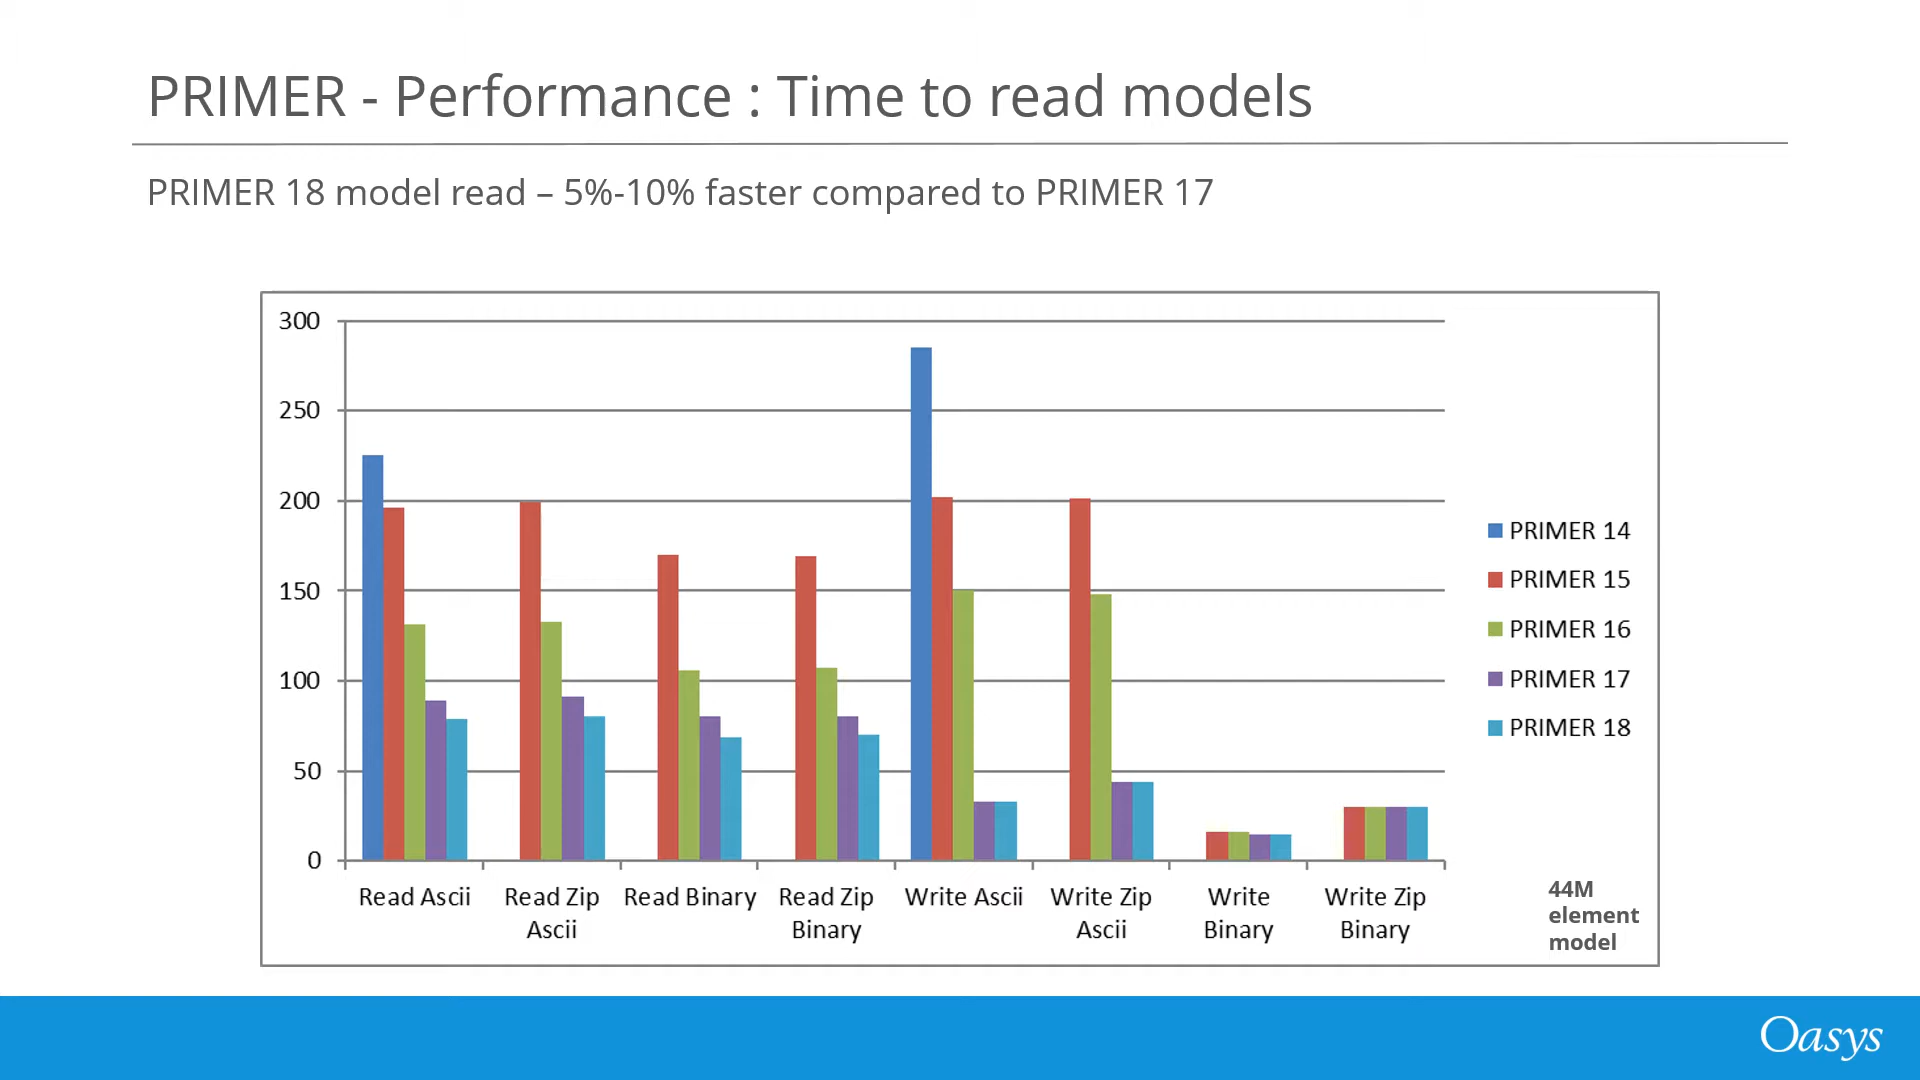 PRIMER - Performance : Time to read models
PRIMER 18 model read – 5%-10% faster compared to PRIMER 17
300
250
200
150
100
50
0
Read Ascii
Read Zip
Ascii
Read Binary
Read Zip
Binary
Write Ascii
Write Zip
Ascii
Write
Binary
Write Zip
Binary
PRIMER 14
PRIMER 15
PRIMER 16
PRIMER 17
PRIMER 18
44M
element
model
Oasys